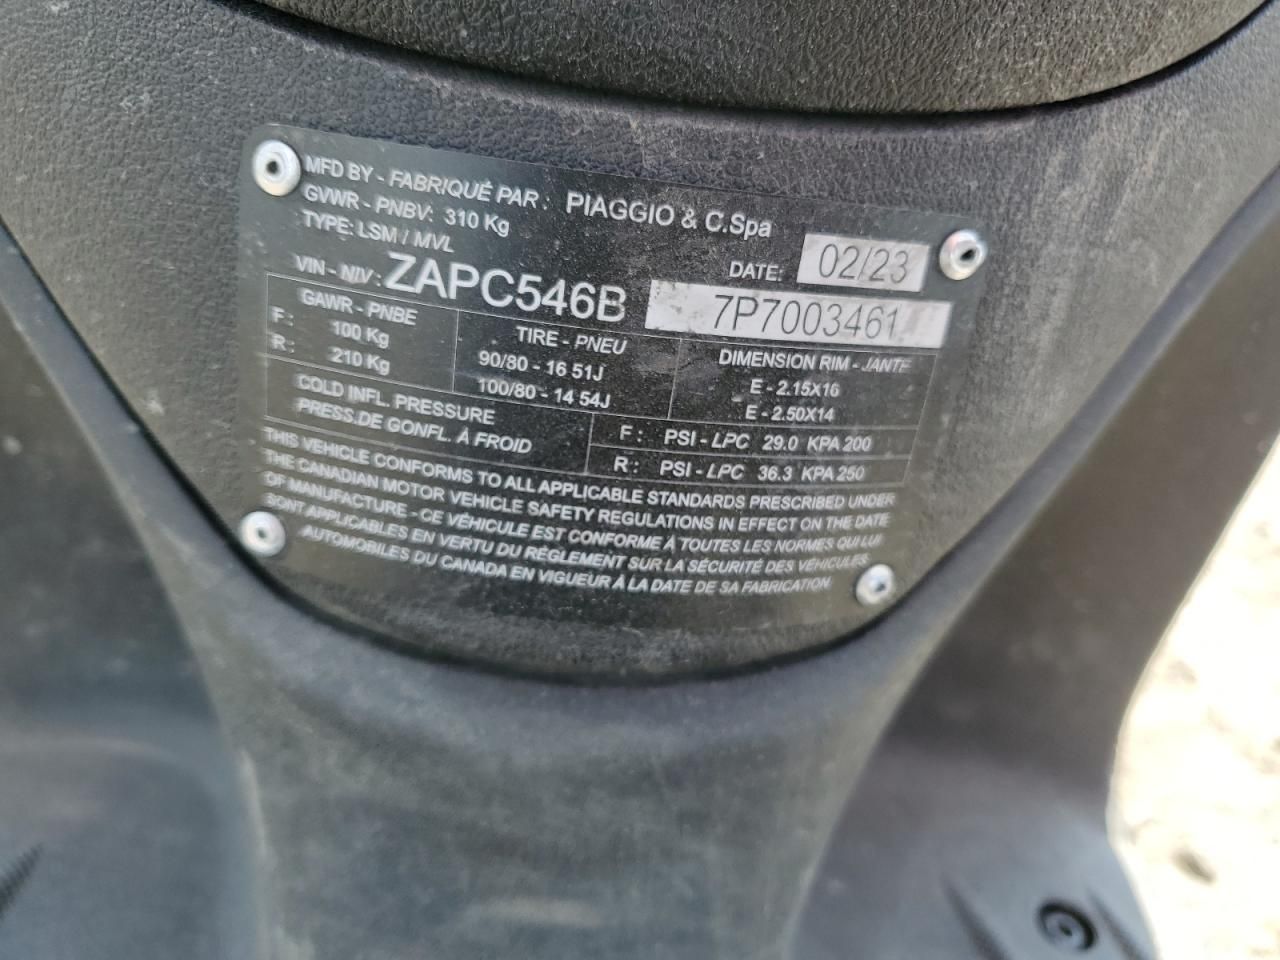 MFD BY - FABRIQUÉ PAR : PIAGGIO & C.Spa
GVWR - PNBV: 310 Kg
TYPE: LSM / MVL
DATE: 02/23
VIN - NIV: ZAPC546B 7P7003461
GAWR - PNBE
F: 100 Kg
R: 210 Kg
TIRE - PNEU
90/80 - 16 51J
100/80 - 14 54J
DIMENSION RIM - JANTE
E - 2.15X16
E - 2.50X14
COLD INFL. PRESSURE
PRESS.DE GONFL. À FROID
F: PSI - LPC 29.0 KPA 200
R: PSI - LPC 36.3 KPA 250
THIS VEHICLE CONFORMS TO ALL APPLICABLE STANDARDS PRESCRIBED UNDER
THE CANADIAN MOTOR VEHICLE SAFETY REGULATIONS IN EFFECT ON THE DATE
OF MANUFACTURE - CE VÉHICULE EST CONFORME À TOUTES LES NORMES QUI LUI
SONT APPLICABLES EN VERTU DU RÉGLEMENT SUR LA SÉCURITÉ DES VÉHICULES
AUTOMOBILES DU CANADA EN VIGUEUR À LA DATE DE SA FABRICATION